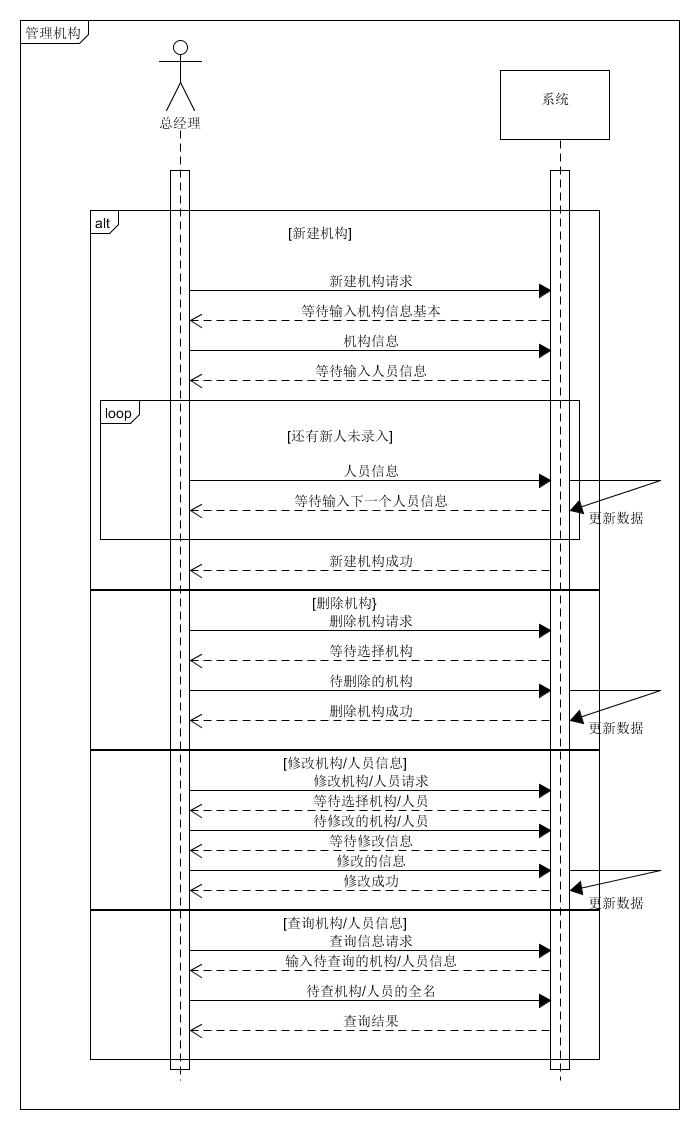 管理机构
总经理
系统
alt
[新建机构]
新建机构请求
等待输入机构信息基本
机构信息
等待输入人员信息
loop
[还有新人未录入]
人员信息
等待输入下一个人员信息
更新数据
新建机构成功
[删除机构}
删除机构请求
等待选择机构
待删除的机构
删除机构成功
更新数据
[修改机构/人员信息]
修改机构/人员请求
等待选择机构/人员
待修改的机构/人员
等待修改信息
修改的信息
修改成功
更新数据
[查询机构/人员信息]
查询信息请求
输入待查询的机构/人员信息
待查机构/人员的全名
查询结果